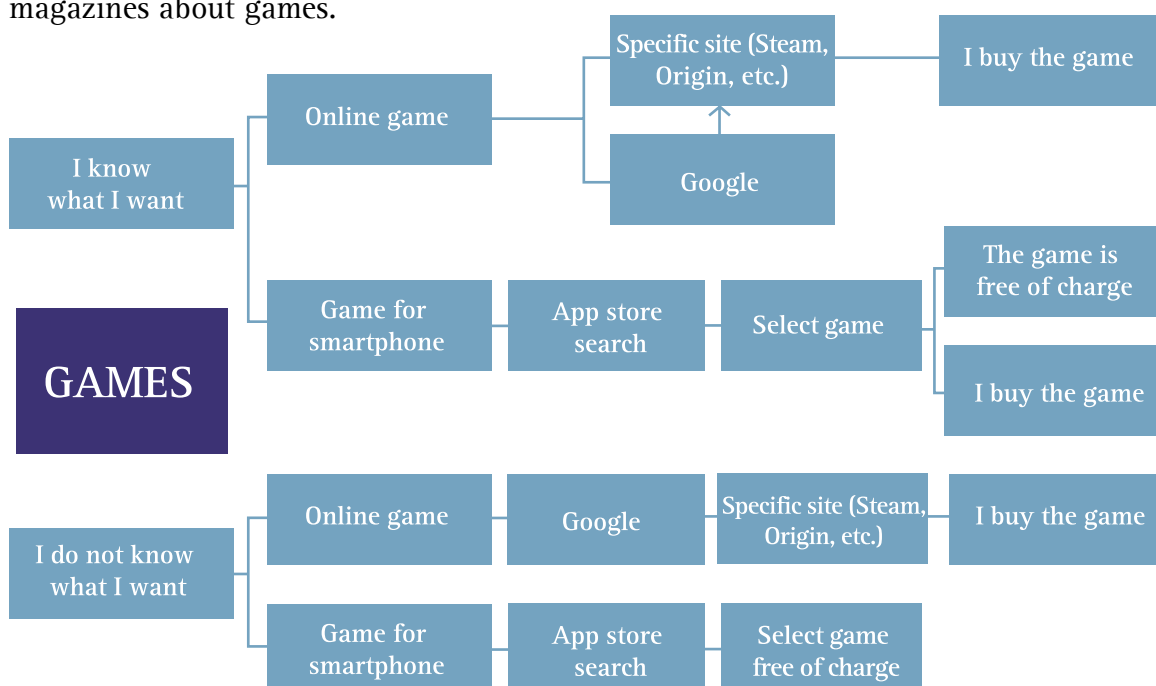 magazines about games.
Specific site (Steam,
Origin, etc.)
I buy the game
Online game
I know
what I want
Google
The game is
free of charge
Game for
smartphone
App store
search
Select game
GAMES
I buy the game
Online game
Google
Specific site (Steam,
Origin, etc.)
I buy the game
I do not know
what I want
Game for
smartphone
App store
search
Select game
free of charge